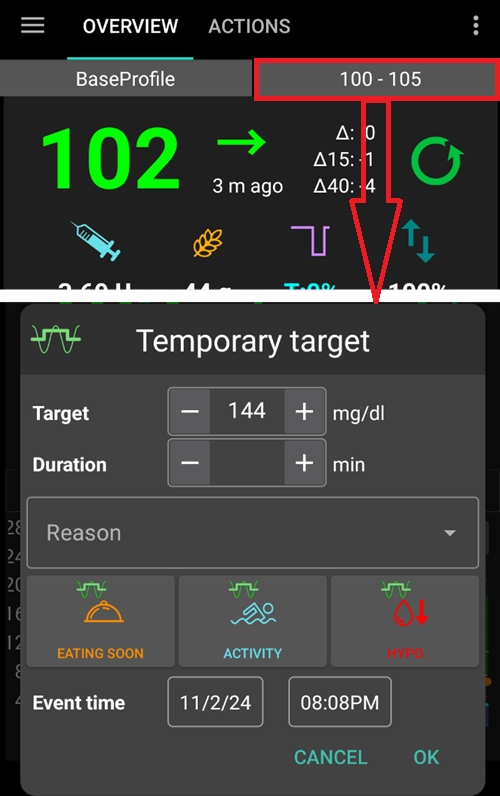 OVERVIEW ACTIONS
BaseProfile 100 - 105
102
Δ: 0
Δ15: -1
3 m ago
Δ40: -4
Temporary target
Target − 144 + mg/dl
Duration − + min
Reason
EATING SOON ACTIVITY HYPO
Event time 11/2/24 08:08PM
CANCEL OK